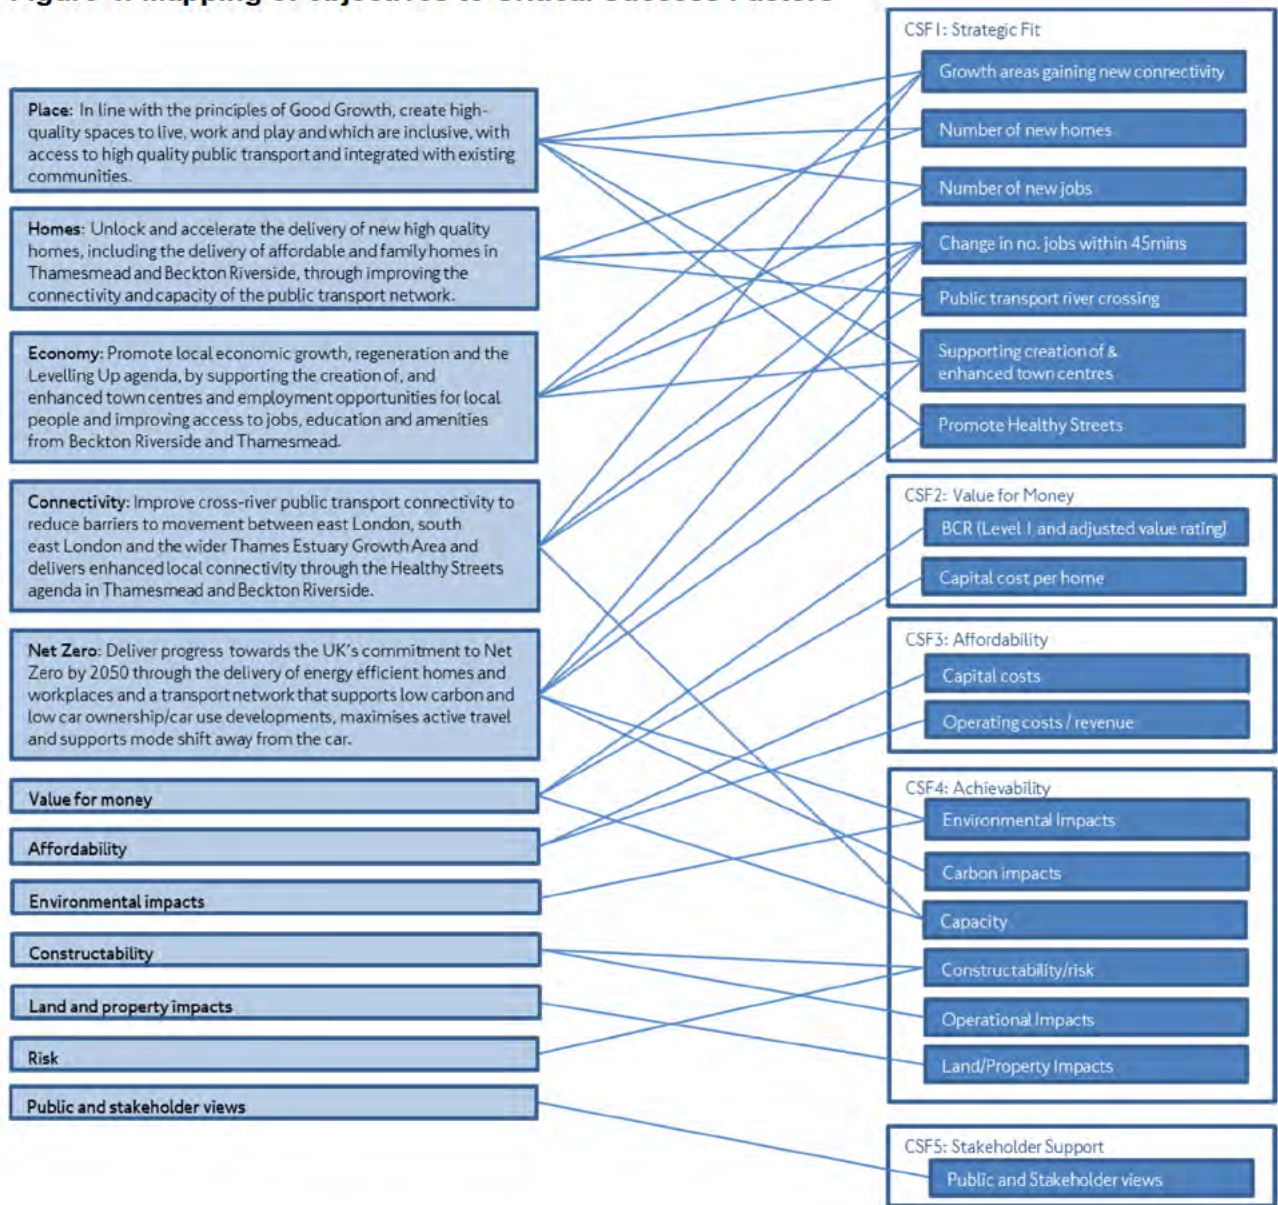 Place: In line with the principles of Good Growth, create high-
quality spaces to live, work and play and which are inclusive, with
access to high quality public transport and integrated with existing
communities.
Homes: Unlock and accelerate the delivery of new high quality
homes, including the delivery of affordable and family homes in
Thamesmead and Beckton Riverside, through improving the
connectivity and capacity of the public transport network.
Economy: Promote local economic growth, regeneration and the
Levelling Up agenda, by supporting the creation of, and
enhanced town centres and employment opportunities for local
people and improving access to jobs, education and amenities
from Beckton Riverside and Thamesmead.
Connectivity: Improve cross-river public transport connectivity to
reduce barriers to movement between east London, south
east London and the wider Thames Estuary Growth Area and
delivers enhanced local connectivity through the Healthy Streets
agenda in Thamesmead and Beckton Riverside.
Net Zero: Deliver progress towards the UK's commitment to Net
Zero by 2050 through the delivery of energy efficient homes and
workplaces and a transport network that supports low carbon and
low car ownership/car use developments, maximises active travel
and supports mode shift away from the car.
Value for money
Affordability
Environmental impacts
Constructability
Land and property impacts
Risk
Public and stakeholder views
CSF1: Strategic Fit
Growth areas gaining new connectivity
Number of new homes
Number of new jobs
Change in no. jobs within 45mins
Public transport river crossing
Supporting creation of &
enhanced town centres
Promote Healthy Streets
CSF2: Value for Money
BCR (Level 1 and adjusted value rating)
Capital cost per home
CSF3: Affordability
Capital costs
Operating costs / revenue
CSF4: Achievability
Environmental Impacts
Carbon impacts
Capacity
Constructability/risk
Operational Impacts
Land/Property Impacts
CSF5: Stakeholder Support
Public and Stakeholder views